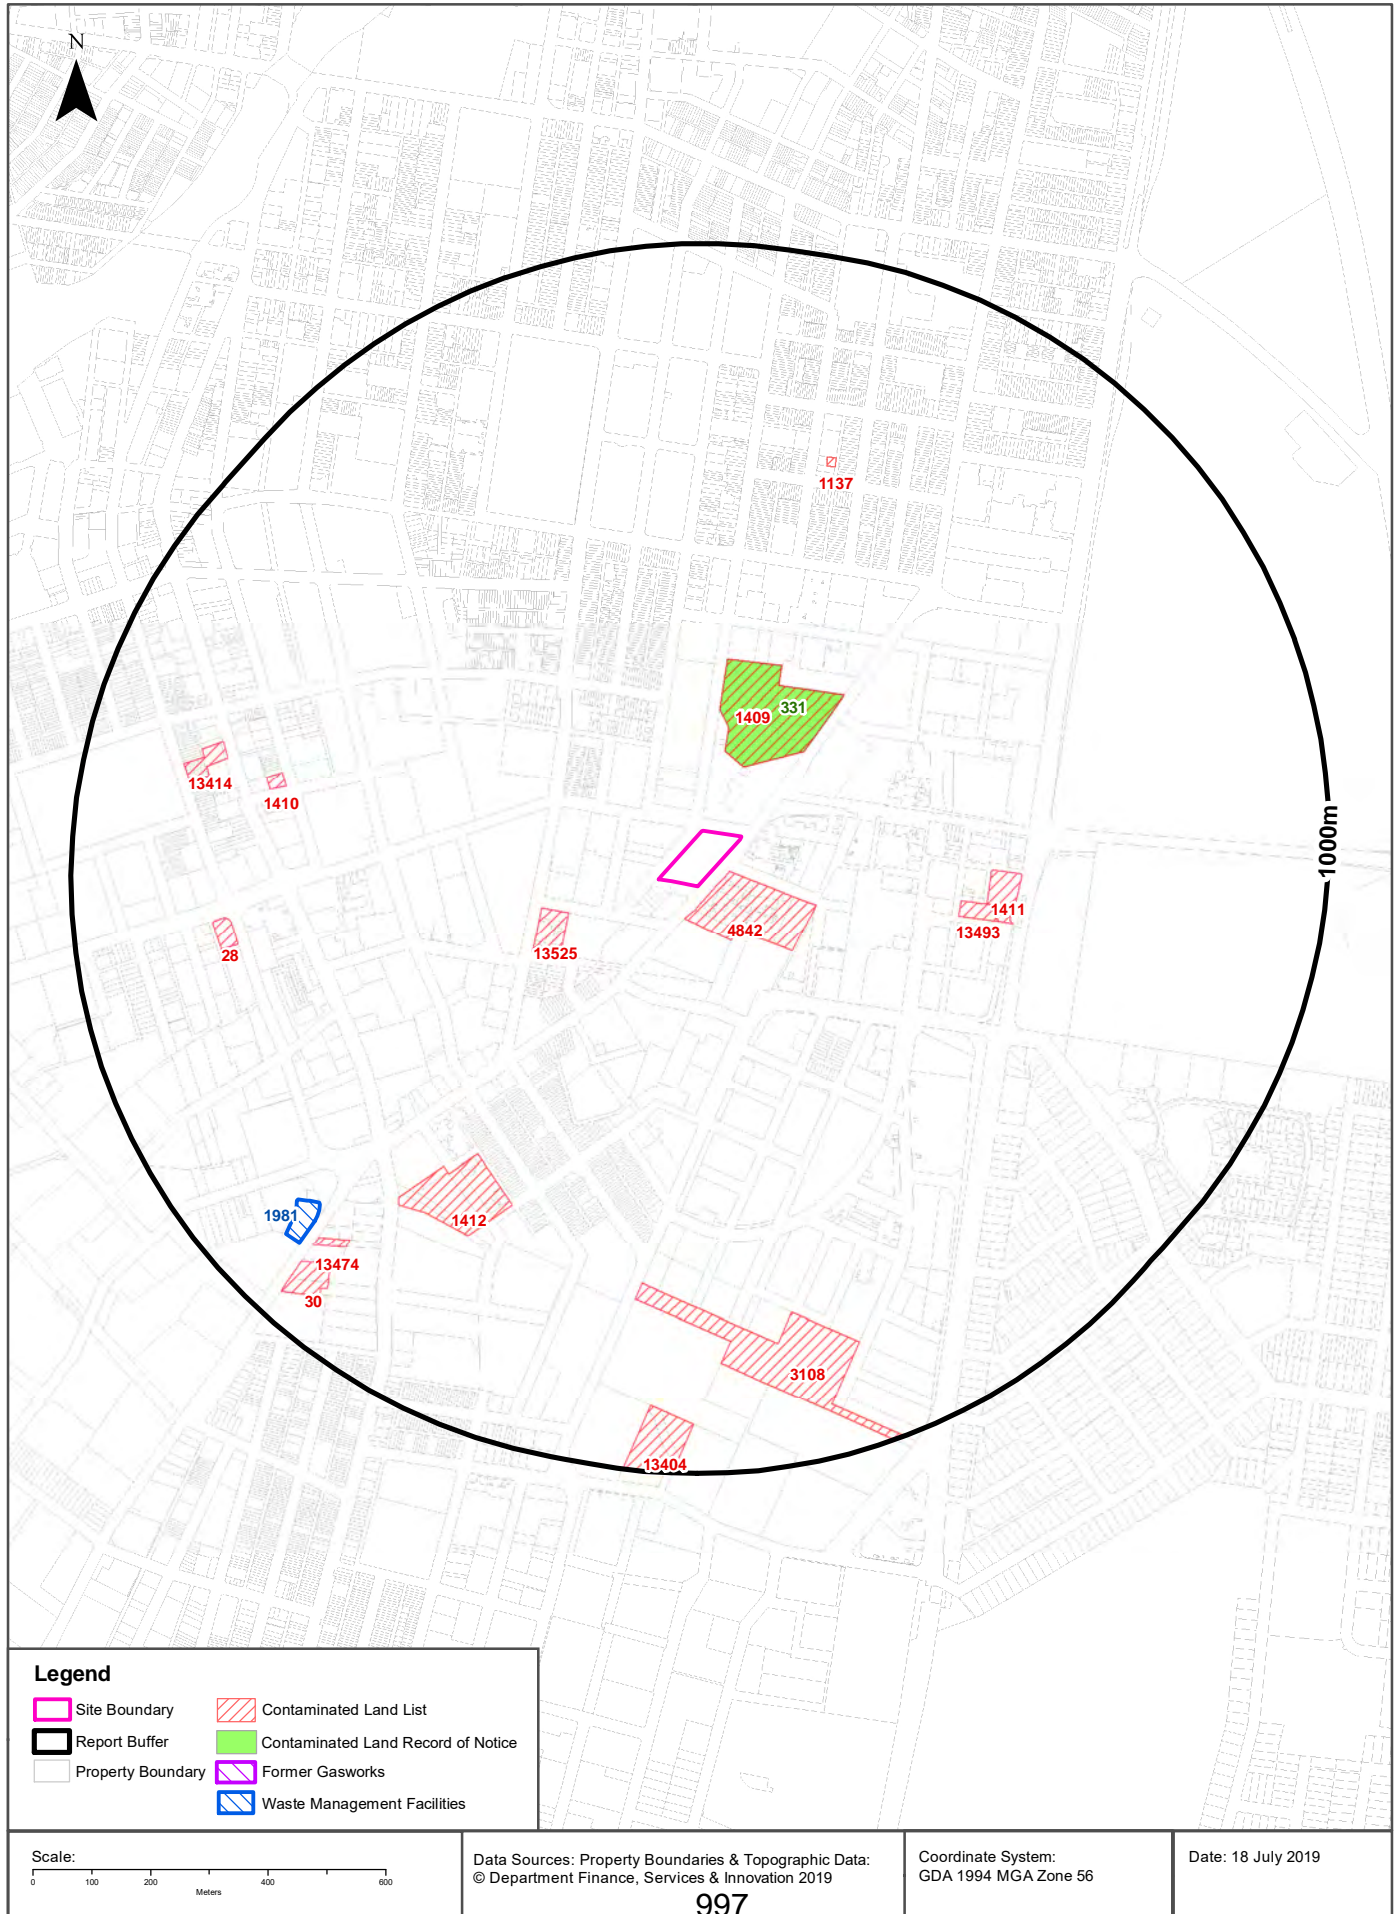 N
1137
331
1409
13414
1410
1000m
1411
4842
13493
13525
28
1981
1412
13474
30
3108
13404
Legend
Site Boundary
Contaminated Land List
Report Buffer
Contaminated Land Record of Notice
Property Boundary
Former Gasworks
Waste Management Facilities
Scale:
0 100 200 400 600
Meters
Data Sources: Property Boundaries & Topographic Data:
© Department Finance, Services & Innovation 2019
997
Coordinate System:
GDA 1994 MGA Zone 56
Date: 18 July 2019